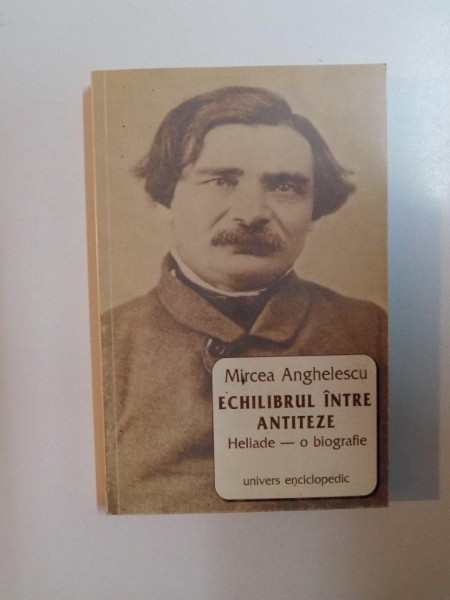 Mircea Anghelescu
ECHILIBRUL ÎNTRE
ANTITEZE
Heliade — o biografie
univers enciclopedic